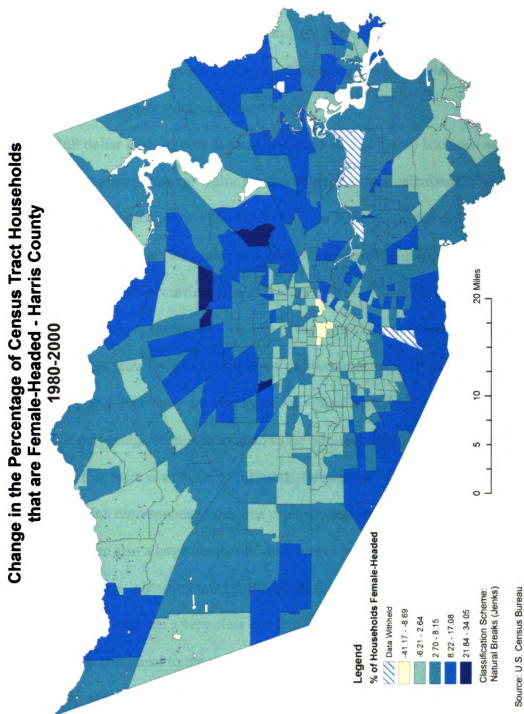 Change in the Percentage of Census Tract Households
that are Female-Headed - Harris County
1980-2000
0 5 10 20 Miles
Legend
% of Households Female-Headed
Data Withheld
-41.17 - -8.69
-6.21 - 2.64
2.70 - 8.15
8.22 - 17.08
21.84 - 34.05
Classification Scheme:
Natural Breaks (Jenks)
Source: U.S. Census Bureau